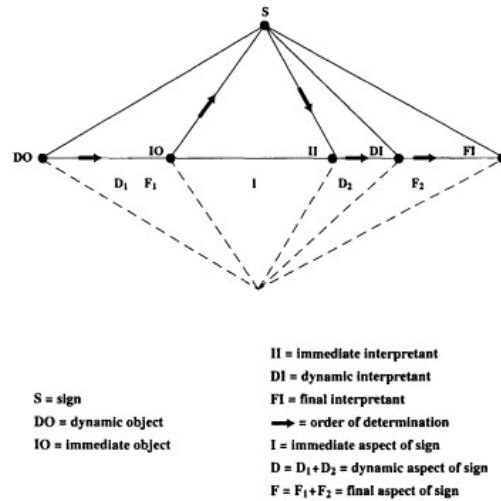 S
DO IO II DI FI
D₁ F₁ I D₂ F₂
II = immediate interpretant
DI = dynamic interpretant
S = sign FI = final interpretant
DO = dynamic object → = order of determination
IO = immediate object I = immediate aspect of sign
D = D₁+D₂ = dynamic aspect of sign
F = F₁+F₂ = final aspect of sign